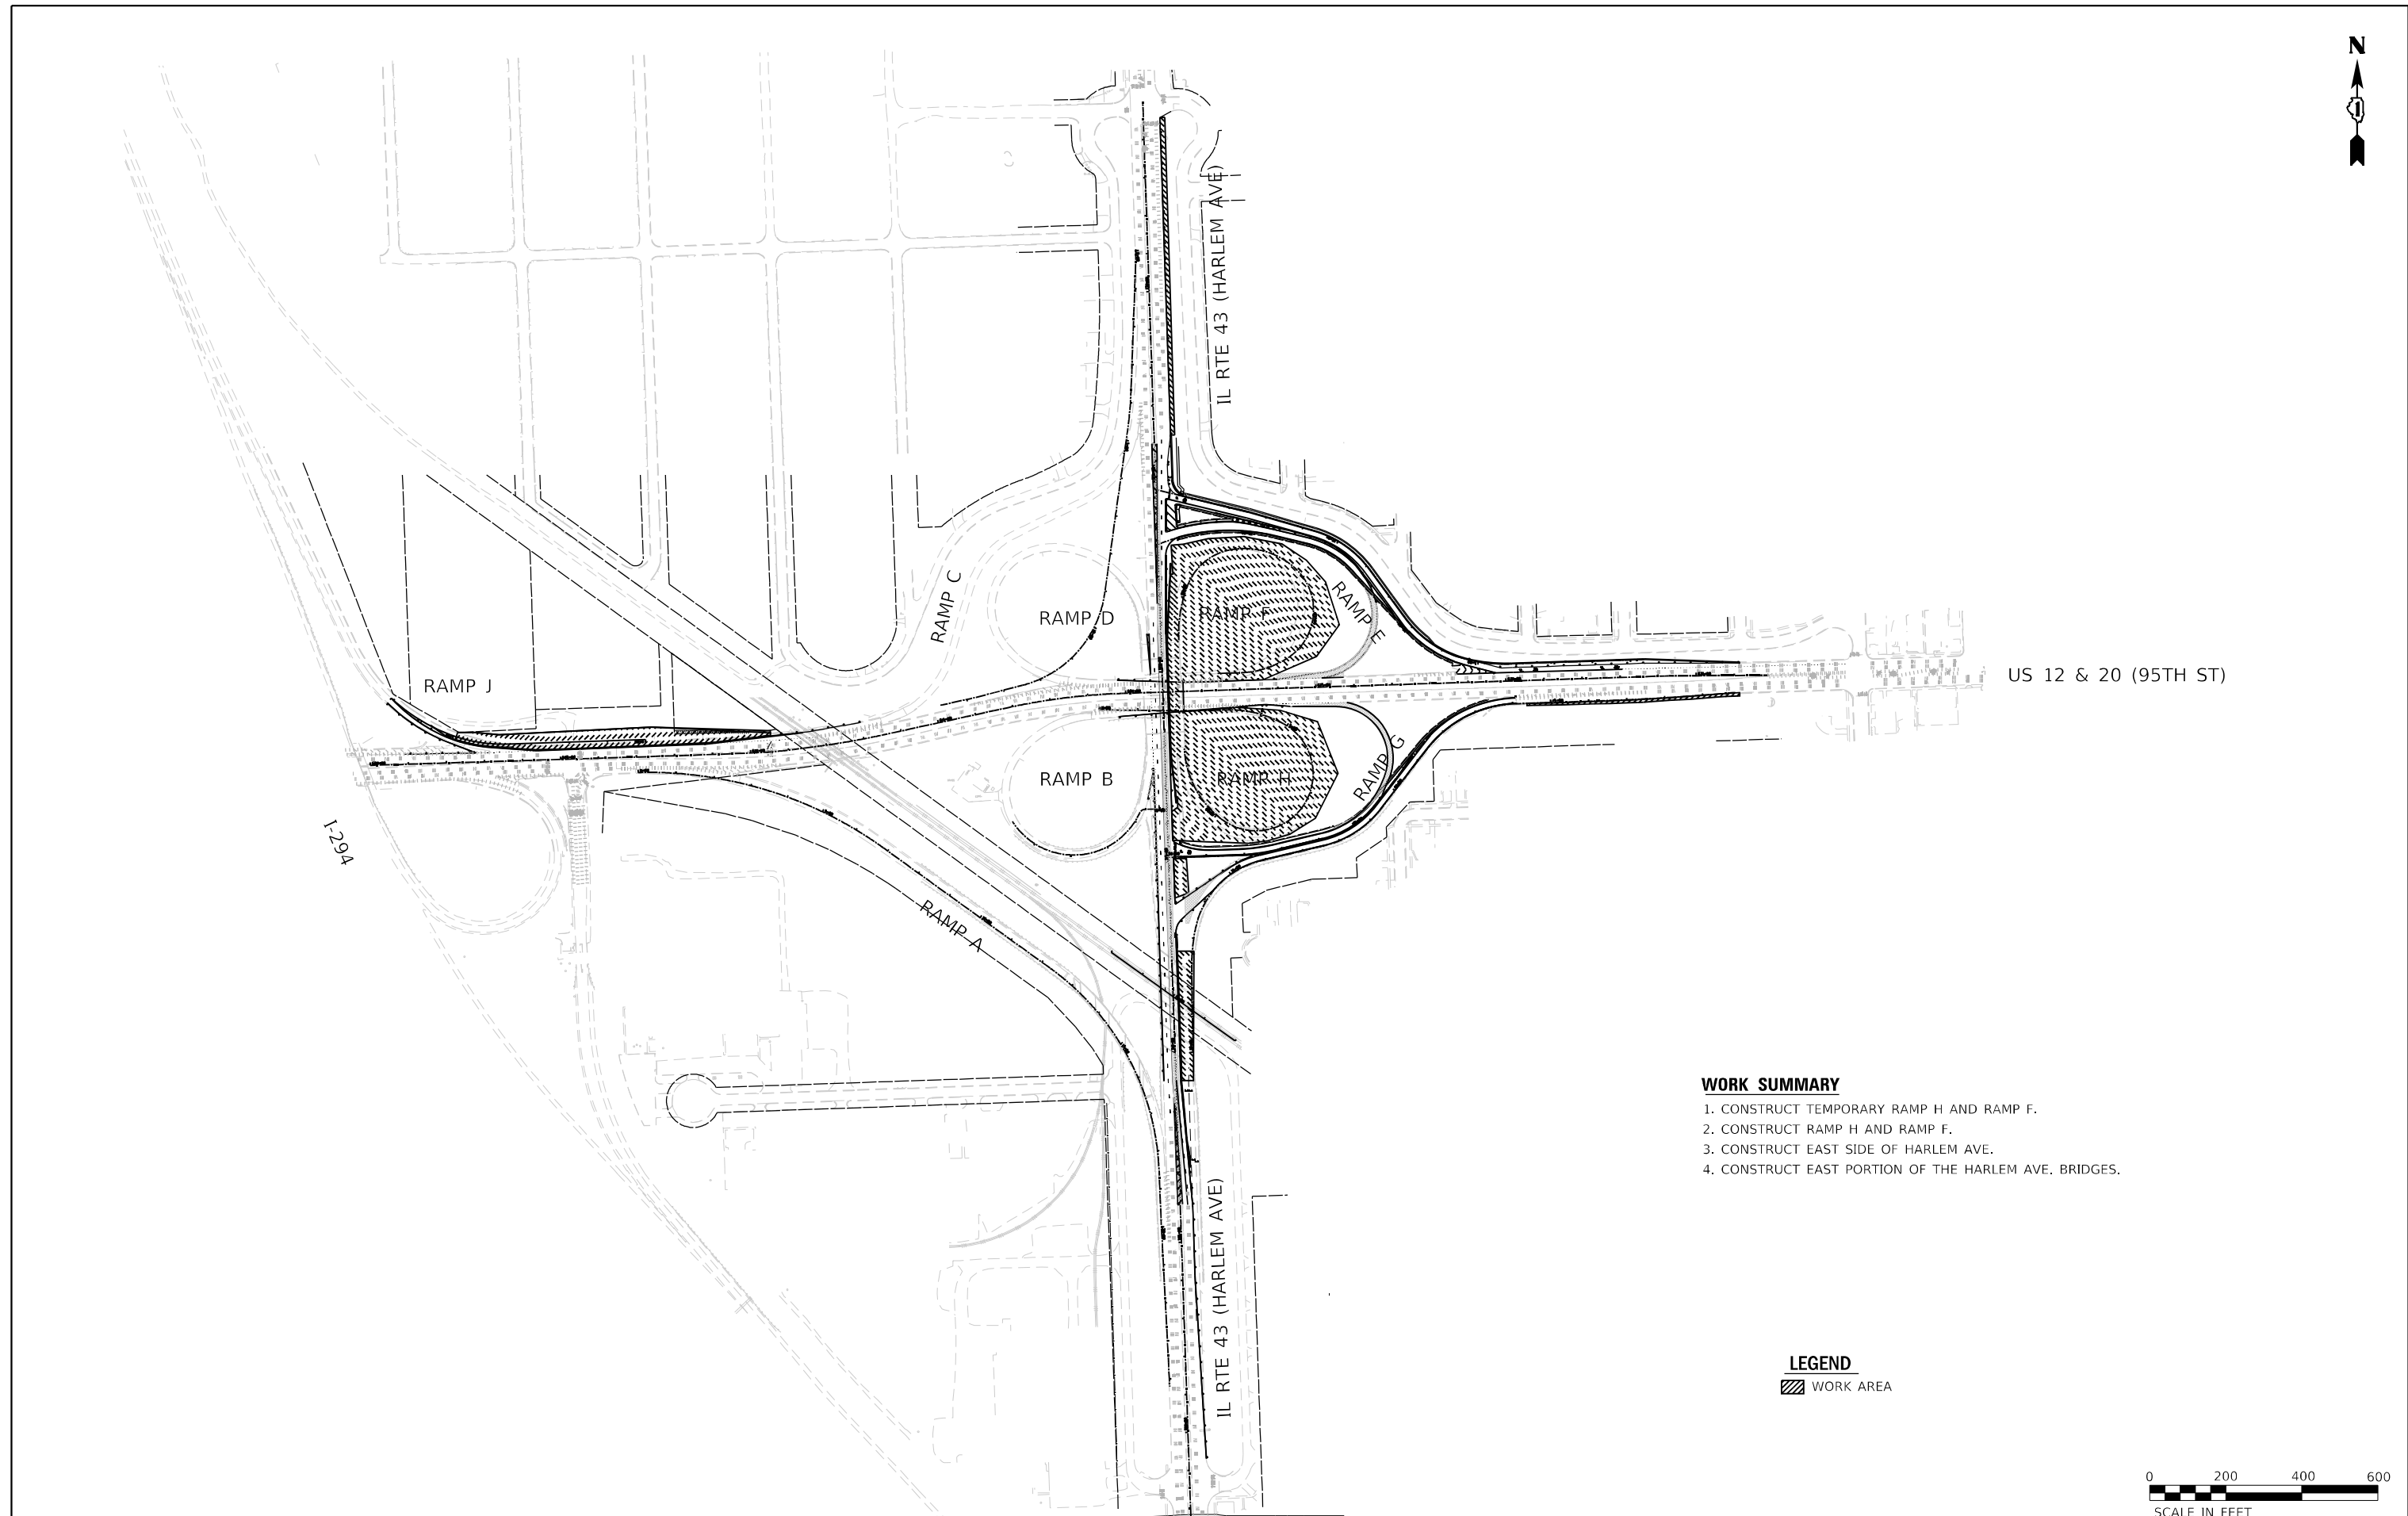 N
IL RTE 43 (HARLEM AVE)
RAMP C
RAMP D
RAMP F
RAMP E
RAMP J
US 12 & 20 (95TH ST)
RAMP B
RAMP H
RAMP G
I-294
RAMP A
WORK SUMMARY
1. CONSTRUCT TEMPORARY RAMP H AND RAMP F.
2. CONSTRUCT RAMP H AND RAMP F.
3. CONSTRUCT EAST SIDE OF HARLEM AVE.
4. CONSTRUCT EAST PORTION OF THE HARLEM AVE. BRIDGES.
IL RTE 43 (HARLEM AVE)
LEGEND
WORK AREA
0 200 400 600
SCALE IN FEET